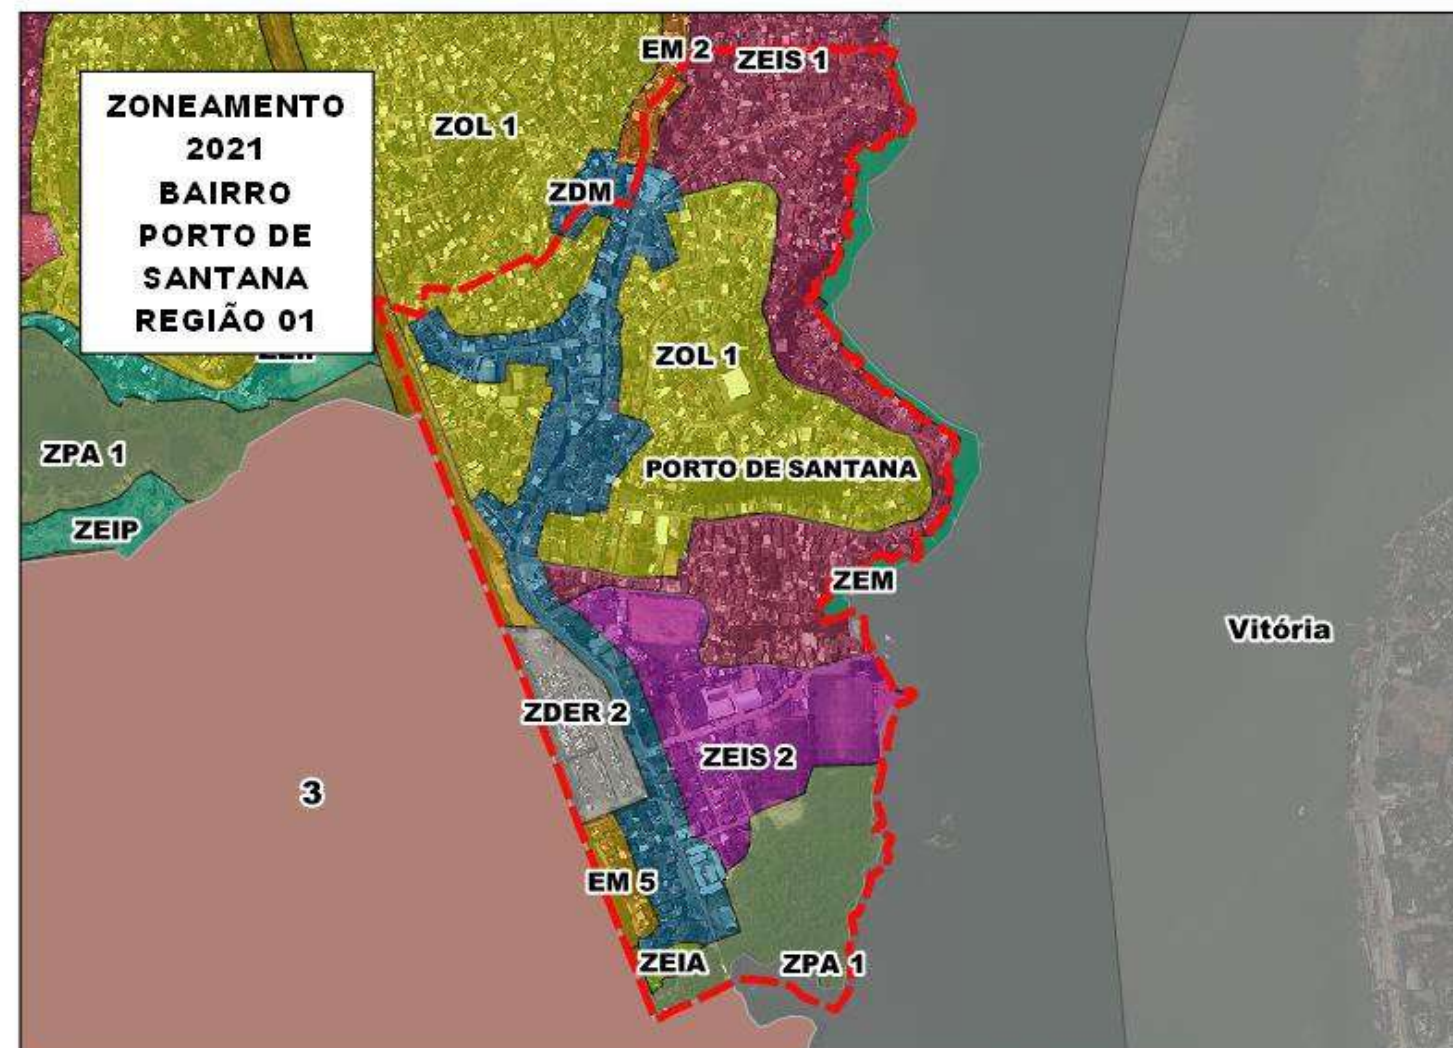 EM 2
ZEIS 1
ZONEAMENTO
2021
BAIRRO
PORTO DE
SANTANA
REGIÃO 01
ZOL 1
ZDM
ZOL 1
ZPA 1
PORTO DE SANTANA
ZEIP
ZEM
Vitória
ZDER 2
ZEIS 2
3
EM 5
ZEIA
ZPA 1